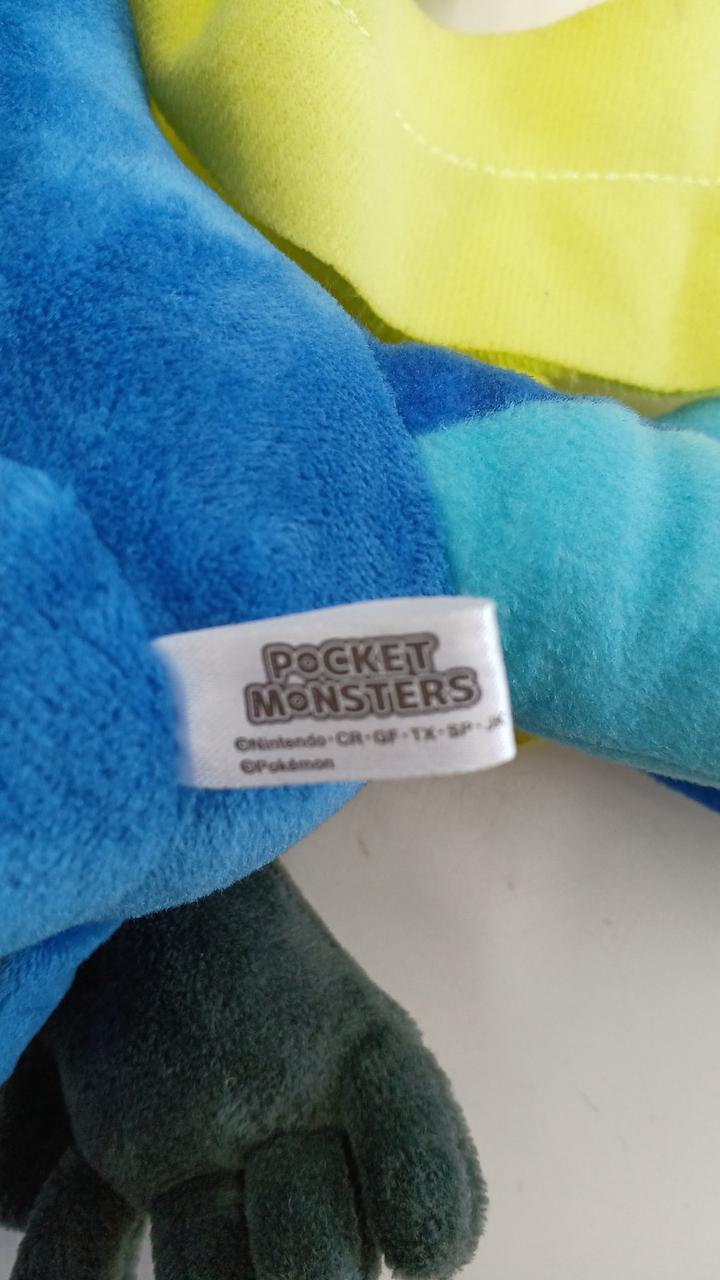 POCKET
MONSTERS
©Nintendo・CR・GF・TX・SP・JK
©Pokémon